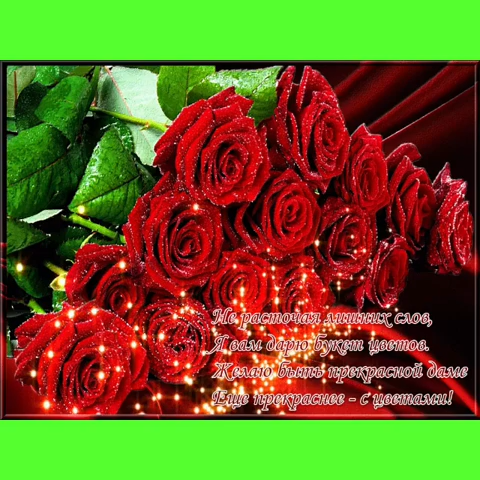 Не расточая лишних слов,
Я вам дарю букет цветов.
Желаю быть прекрасной даме
Еще прекраснее - с цветами!